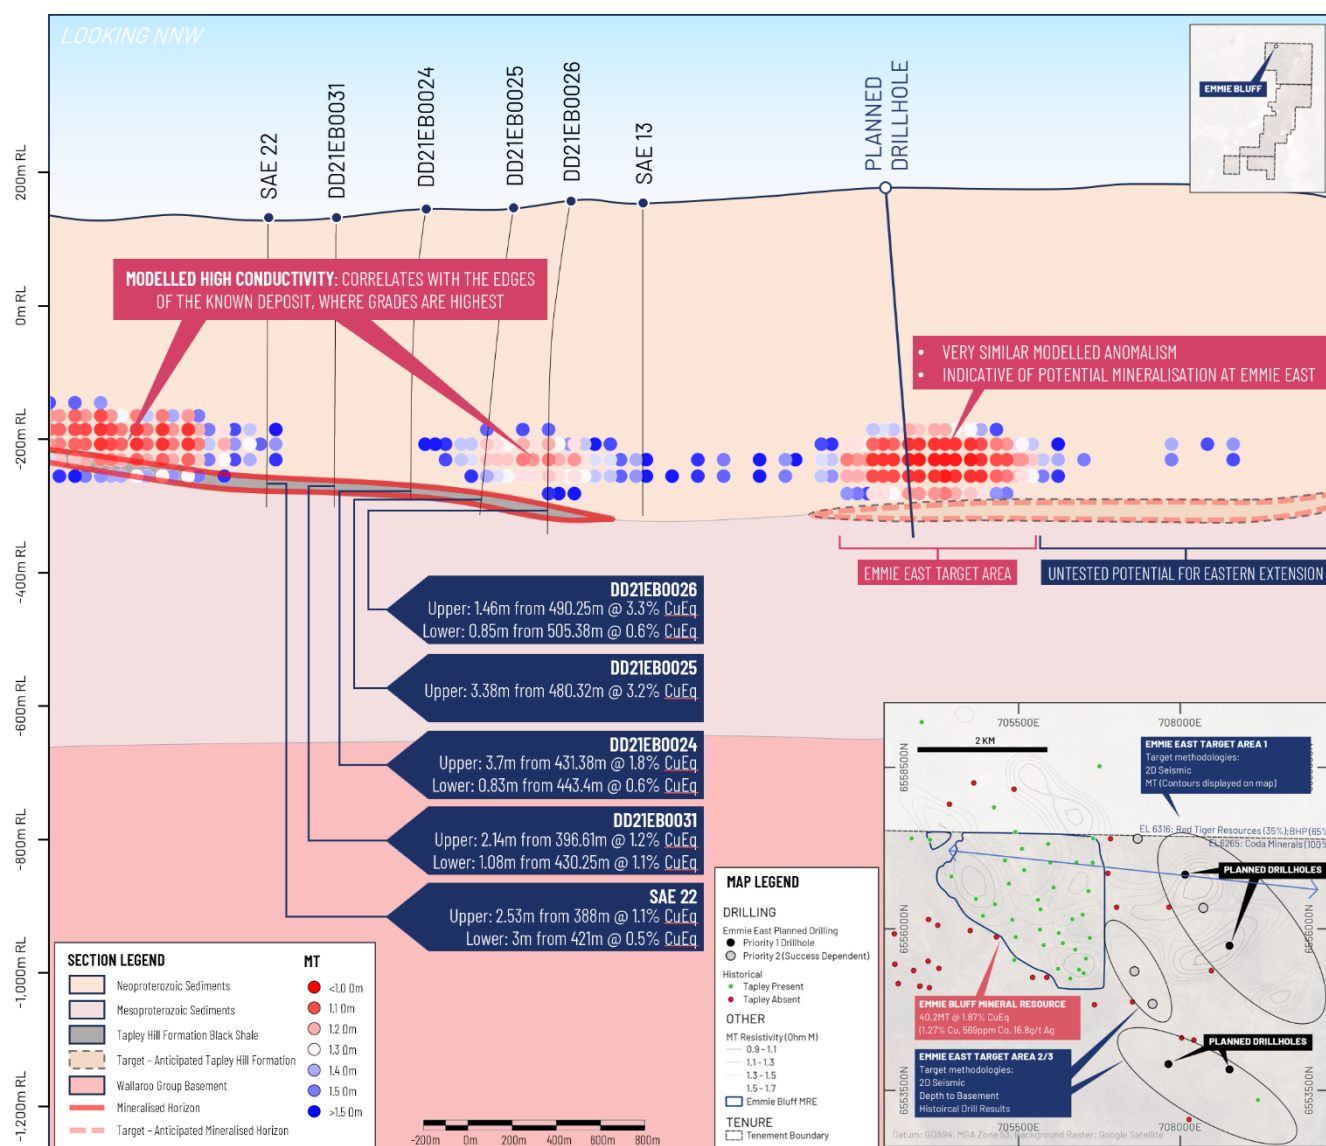 LOOKING NNW
SAE 22
DD21EB0031
DD21EB0024
DD21EB0025
DD21EB0026
SAE 13
PLANNED
DRILLHOLE
EMMIE BLUFF
200m RL
0m RL
-200m RL
-400m RL
-600m RL
-800m RL
-1,000m RL
-1,200m RL
MODELLED HIGH CONDUCTIVITY: CORRELATES WITH THE EDGES
OF THE KNOWN DEPOSIT, WHERE GRADES ARE HIGHEST
• VERY SIMILAR MODELLED ANOMALISM
• INDICATIVE OF POTENTIAL MINERALISATION AT EMMIE EAST
EMMIE EAST TARGET AREA
UNTESTED POTENTIAL FOR EASTERN EXTENSION
DD21EB0026
Upper: 1.46m from 490.25m @ 3.3% CuEq
Lower: 0.85m from 505.38m @ 0.6% CuEq
DD21EB0025
Upper: 3.38m from 480.32m @ 3.2% CuEq
DD21EB0024
Upper: 3.7m from 431.38m @ 1.8% CuEq
Lower: 0.83m from 443.4m @ 0.6% CuEq
DD21EB0031
Upper: 2.14m from 396.61m @ 1.2% CuEq
Lower: 1.08m from 430.25m @ 1.1% CuEq
SAE 22
Upper: 2.53m from 388m @ 1.1% CuEq
Lower: 3m from 421m @ 0.5% CuEq
SECTION LEGEND
Neoproterozoic Sediments
Mesoproterozoic Sediments
Tapley Hill Formation Black Shale
Target – Anticipated Tapley Hill Formation
Wallaroo Group Basement
Mineralised Horizon
Target – Anticipated Mineralised Horizon
MT
<1.0 Ωm
1.1 Ωm
1.2 Ωm
1.3 Ωm
1.4 Ωm
1.5 Ωm
>1.5 Ωm
-200m 0m 200m 400m 600m 800m
MAP LEGEND
DRILLING
Emmie East Planned Drilling
Priority 1 Drillhole
Priority 2 (Success Dependent)
Historical
Tapley Present
Tapley Absent
OTHER
MT Resistivity (Ohm M)
0.9 - 1.1
1.1 - 1.3
1.3 - 1.5
1.5 - 1.7
Emmie Bluff MRE
TENURE
Tenement Boundary
705500E
708000E
2 KM
6558500N
6556000N
6553500N
EMMIE EAST TARGET AREA 1
Target methodologies:
2D Seismic
MT (Contours displayed on map)
EL 6316: Red Tiger Resources (35%);BHP (65%
EL6265: Coda Minerals (100%
PLANNED DRILLHOLES
EMMIE BLUFF MINERAL RESOURCE
40.2MT @ 1.87% CuEq
(1.27% Cu, 569ppm Co, 16.8g/t Ag
EMMIE EAST TARGET AREA 2/3
Target methodologies:
2D Seismic
Depth to Basement
Histoircal Drill Results
PLANNED DRILLHOLES
705500E
708000E
Datum: GDA94, MGA Zone 53, Background Raster: Google Satellite